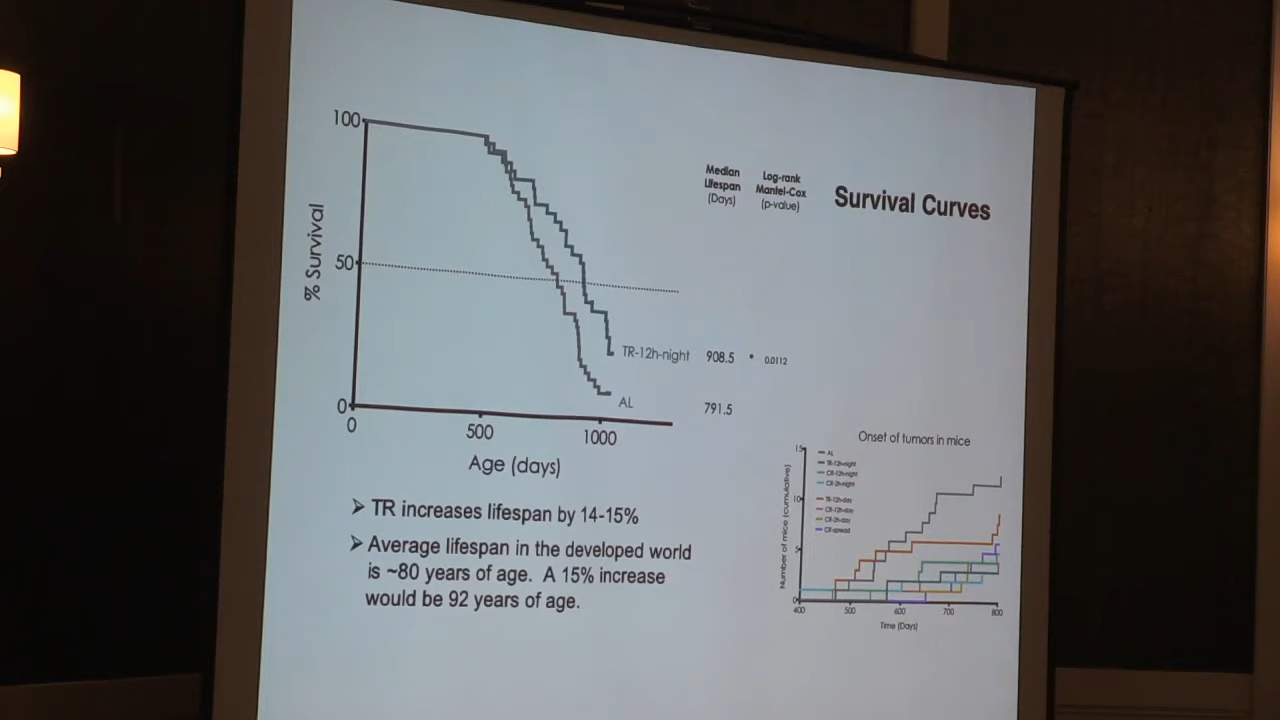 Survival Curves
Median
Lifespan
(Days)
Log-rank
Mantel-Cox
(p-value)
100
50
0
% Survival
0
500
1000
Age (days)
TR-12h-night 908.5 * 0.0112
AL 791.5
➢ TR increases lifespan by 14-15%
➢ Average lifespan in the developed world
is ~80 years of age. A 15% increase
would be 92 years of age.
Onset of tumors in mice
Number of mice (cumulative)
15
10
5
0
AL
TR-12h-night
CR-12h-night
CR-2h-night
TR-12h-day
CR-12h-day
CR-2h-day
CR-spread
400
500
600
700
800
Time (Days)